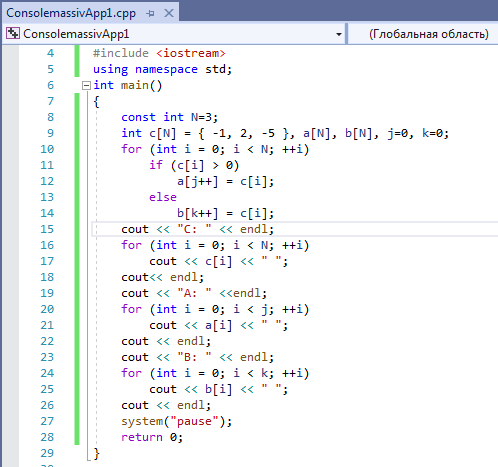 ConsolemassivApp1.cpp
ConsolemassivApp1 (Глобальная область)
4 #include <iostream>
5 using namespace std;
6 int main()
7 {
8 const int N=3;
9 int c[N] = { -1, 2, -5 }, a[N], b[N], j=0, k=0;
10 for (int i = 0; i < N; ++i)
11 if (c[i] > 0)
12 a[j++] = c[i];
13 else
14 b[k++] = c[i];
15 cout << "C: " << endl;
16 for (int i = 0; i < N; ++i)
17 cout << c[i] << " ";
18 cout<< endl;
19 cout << "A: " <<endl;
20 for (int i = 0; i < j; ++i)
21 cout << a[i] << " ";
22 cout << endl;
23 cout << "B: " << endl;
24 for (int i = 0; i < k; ++i)
25 cout << b[i] << " ";
26 cout << endl;
27 system("pause");
28 return 0;
29 }